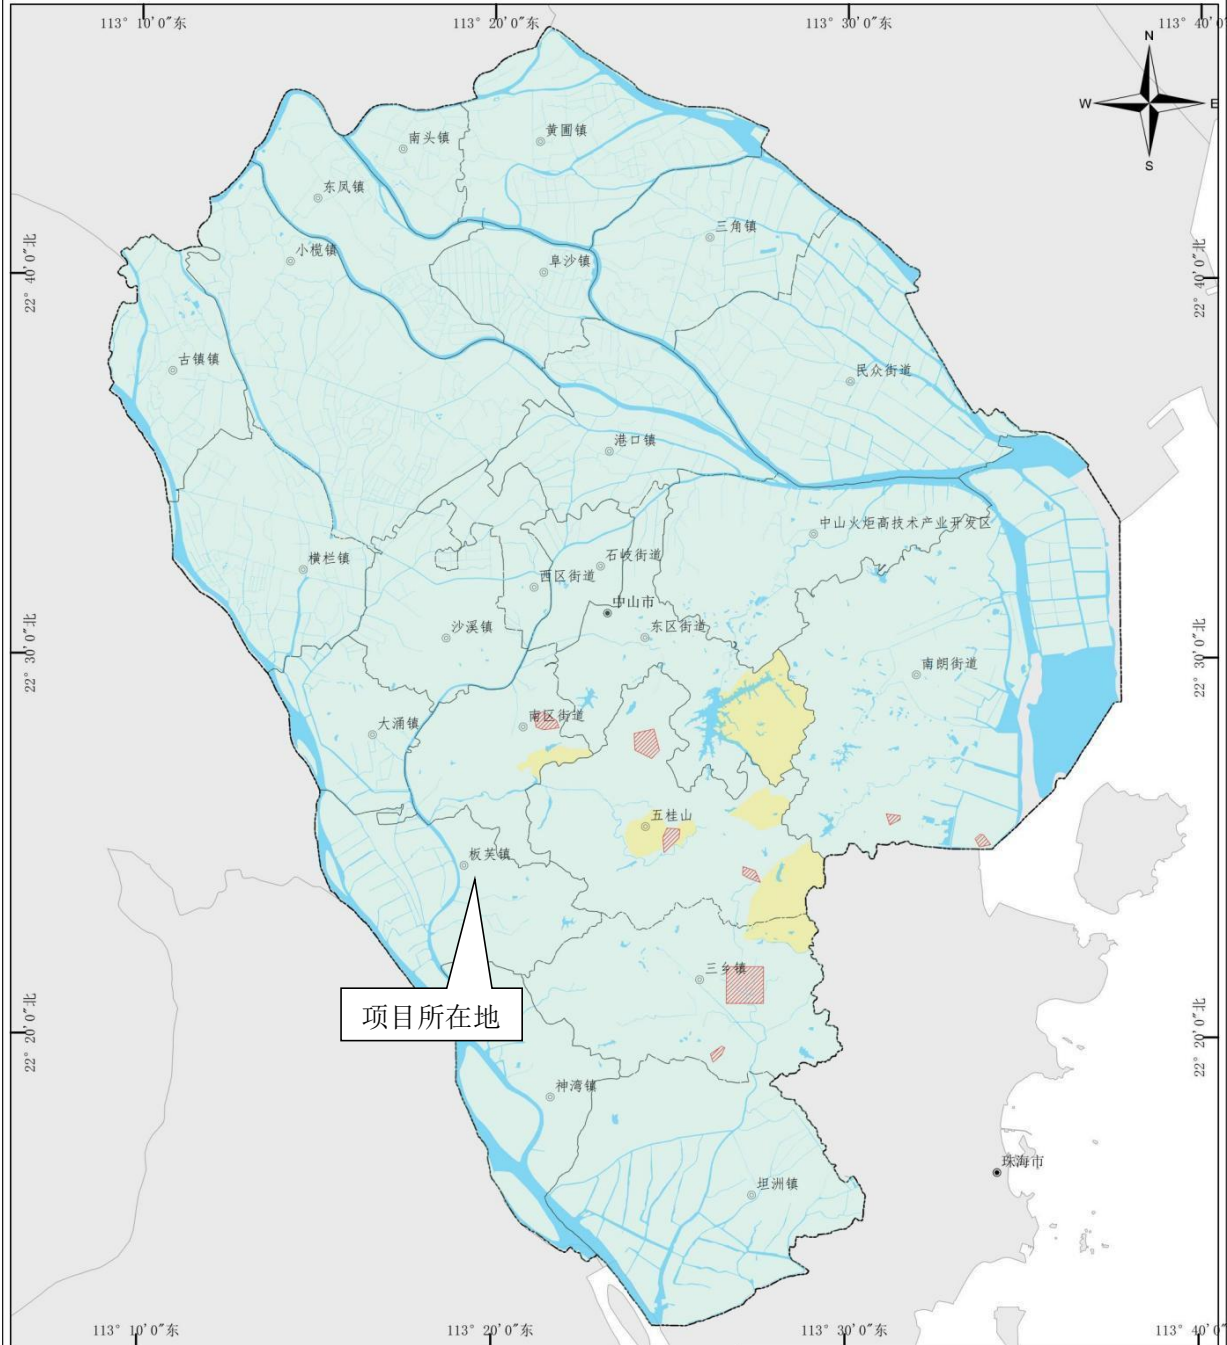 113° 10′0″东
113° 20′0″东
113° 30′0″东
113° 40′0″
N
W
E
S
南头镇
黄圃镇
东凤镇
三角镇
小榄镇
阜沙镇
22° 40′0″北
22° 40′0″北
古镇镇
民众街道
港口镇
中山火炬高技术产业开发区
横栏镇
石岐街道
西区街道
中山市
沙溪镇
东区街道
22° 30′0″北
22° 30′0″北
南朗街道
大涌镇
南区街道
五桂山
板芙镇
三乡镇
项目所在地
22° 20′0″北
22° 20′0″北
神湾镇
珠海市
坦洲镇
113° 10′0″东
113° 20′0″东
113° 30′0″东
113° 40′0